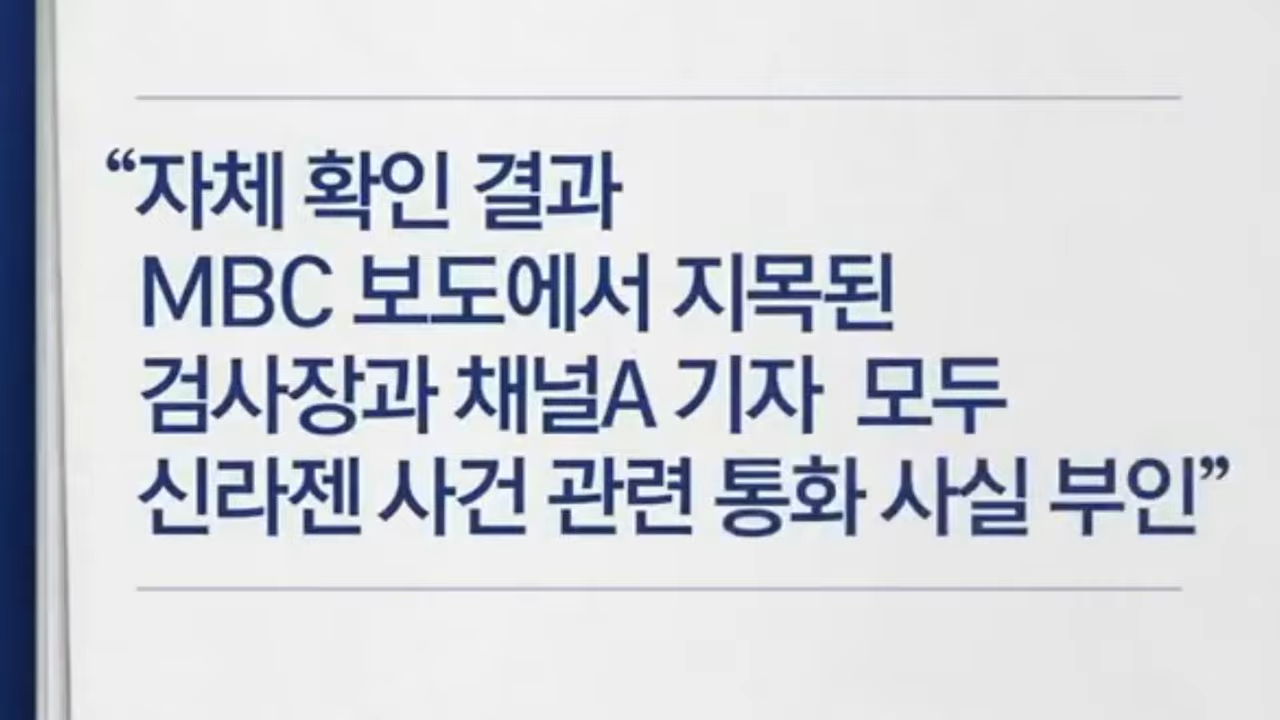 “자체 확인 결과
MBC 보도에서 지목된
검사장과 채널A 기자 모두
신라젠 사건 관련 통화 사실 부인”